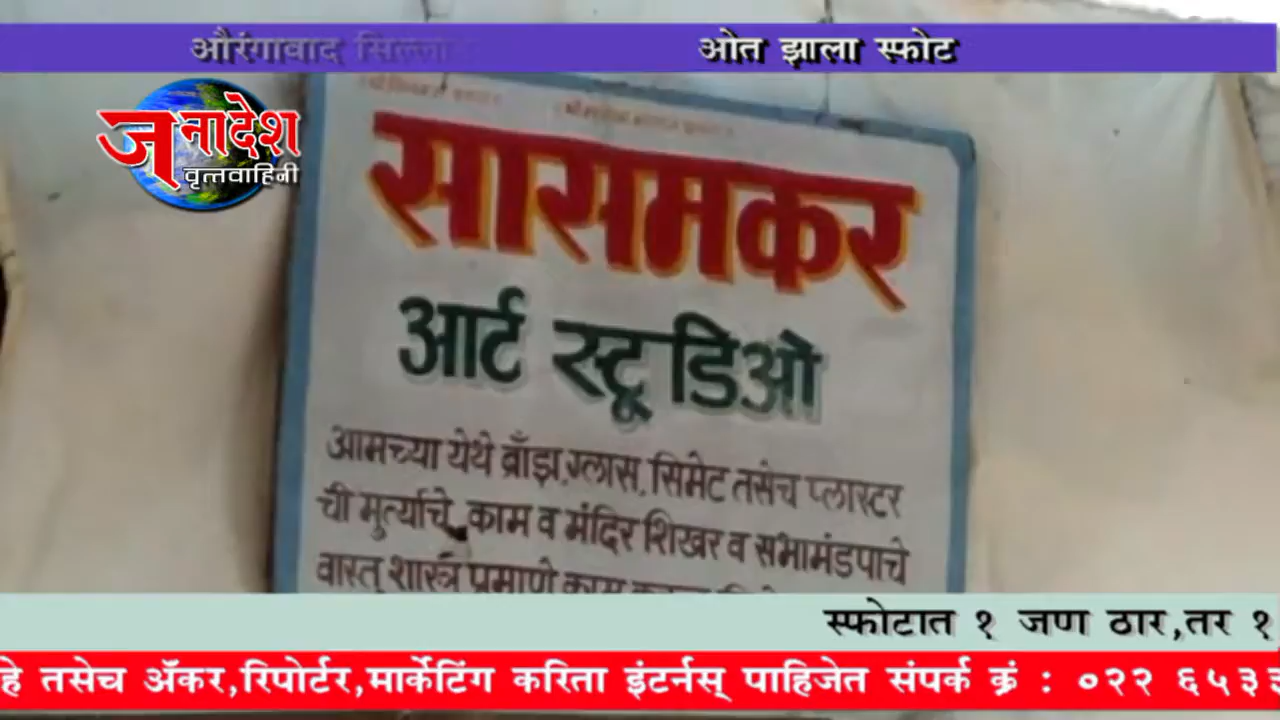 औरंगाबाद सिल्ला ओत झाला स्फोट
जनादेश
वृत्तवाहिनी
सासमकर
आर्ट स्टूडिओ
आमच्या येथे ब्राँझ,ग्लास, सिमेट तसेच प्लास्टर
ची मुर्त्याचे काम व मंदिर शिखर व सभामंडपाचे
वास्तु शास्त्र प्रमाणे काम
स्फोटात १ जण ठार,तर १
हे तसेच अँकर,रिपोर्टर,मार्केटिंग करिता इंटर्नस् पाहिजेत संपर्क क्रं : ०२२ ६५३३